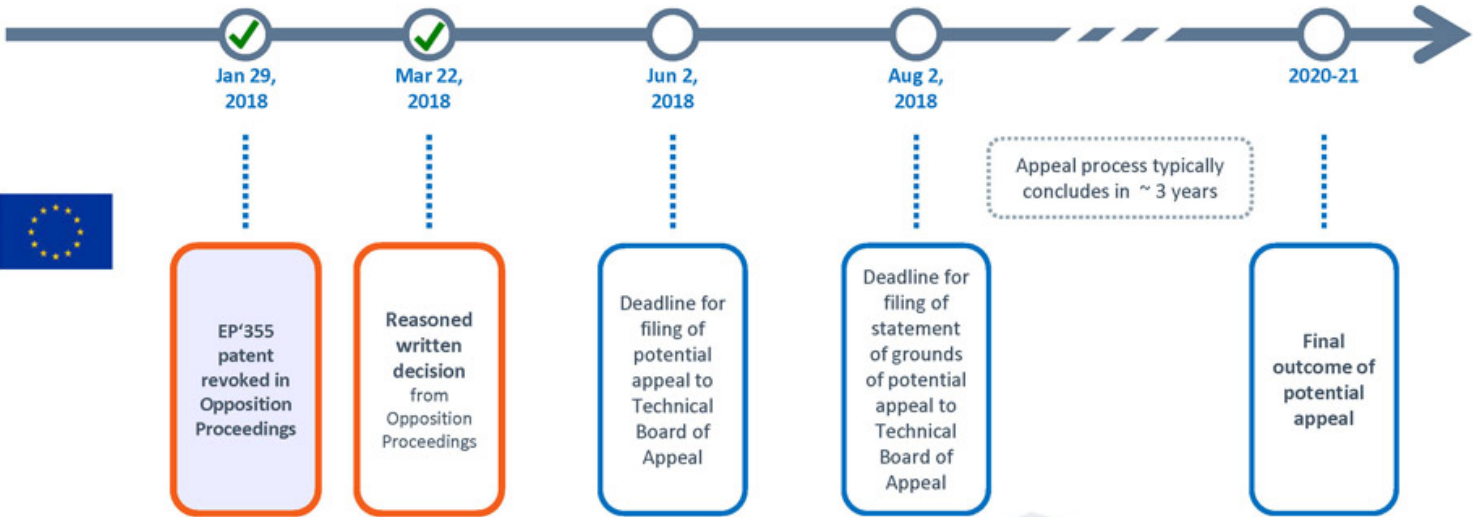 Jan 29,
2018
Mar 22,
2018
Jun 2,
2018
Aug 2,
2018
2020-21
Appeal process typically
concludes in ~ 3 years
EP‘355
patent
revoked in
Opposition
Proceedings
Reasoned
written
decision
from
Opposition
Proceedings
Deadline for
filing of
potential
appeal to
Technical
Board of
Appeal
Deadline for
filing of
statement
of grounds
of potential
appeal to
Technical
Board of
Appeal
Final
outcome of
potential
appeal